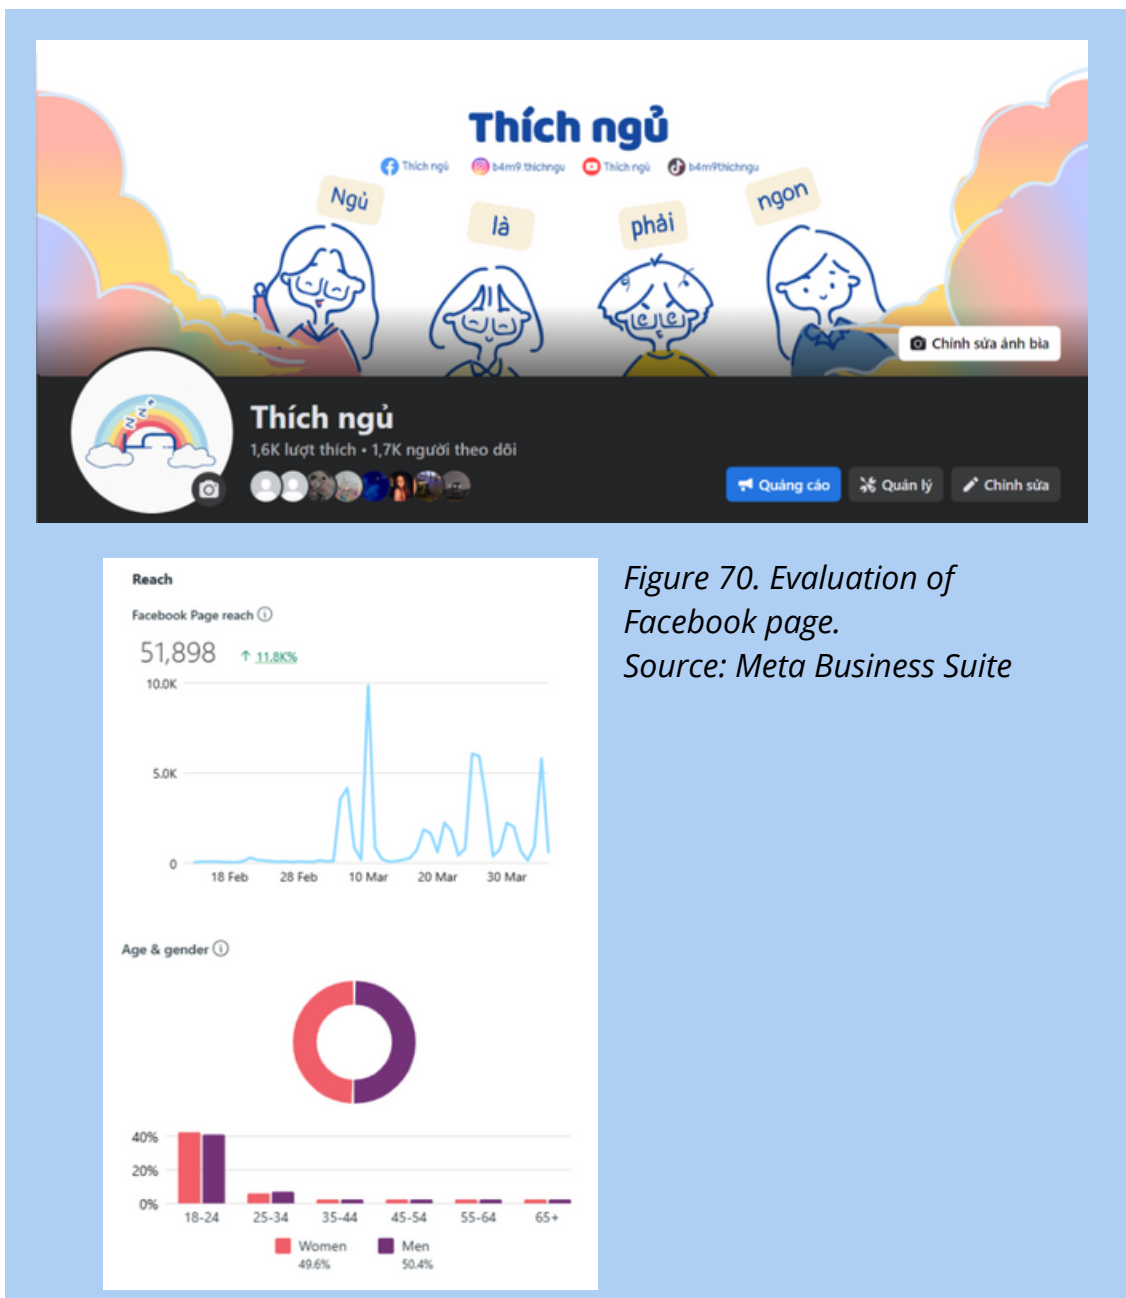 Thích ngủ
Thích ngủ b4m9.thichngu Thích ngủ b4m9thichngu
Ngủ là phải ngon
Chỉnh sửa ảnh bìa
Thích ngủ
1,6K lượt thích • 1,7K người theo dõi
Quảng cáo Quản lý Chỉnh sửa
Figure 70. Evaluation of
Facebook page.
Source: Meta Business Suite
Reach
Facebook Page reach
51,898 ↑ 11.8K%
10.0K
5.0K
0
18 Feb 28 Feb 10 Mar 20 Mar 30 Mar
Age & gender
40%
20%
0%
18-24 25-34 35-44 45-54 55-64 65+
Women Men
49.6% 50.4%